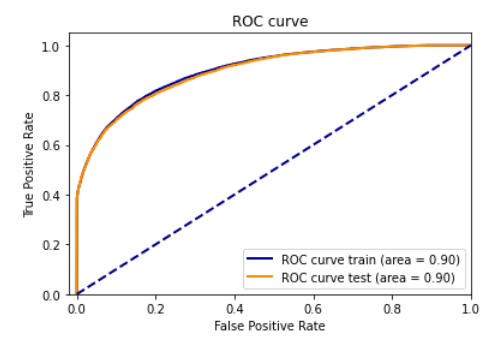 ROC curve
1.0
0.8
0.6
0.4
0.2
0.0
True Positive Rate
ROC curve train (area = 0.90)
ROC curve test (area = 0.90)
0.0 0.2 0.4 0.6 0.8 1.0
False Positive Rate